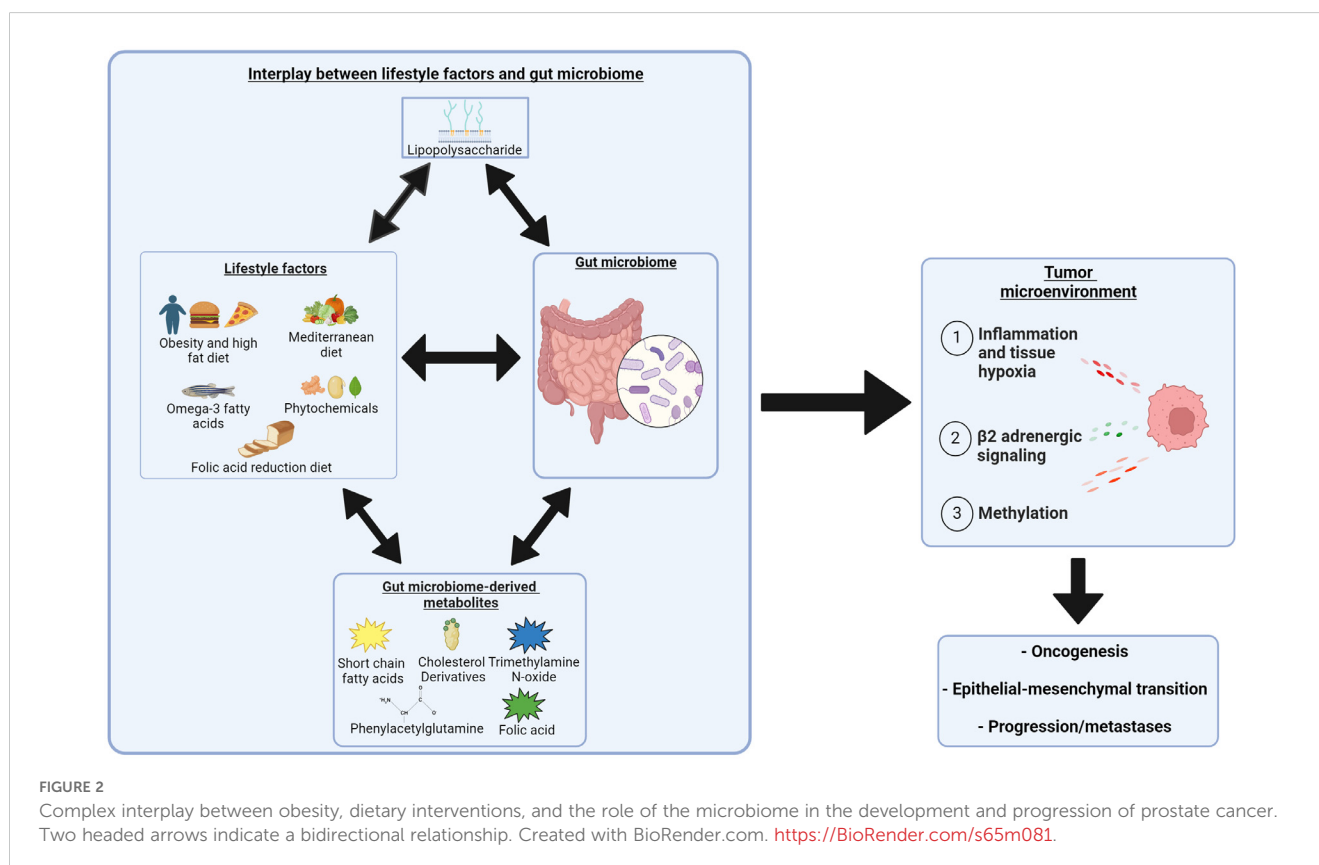 Interplay between lifestyle factors and gut microbiome
Lipopolysaccharide
Lifestyle factors
Obesity and high
fat diet
Mediterranean
diet
Omega-3 fatty
acids
Phytochemicals
Folic acid reduction diet
Gut microbiome
Gut microbiome-derived
metabolites
Short chain
fatty acids
Cholesterol
Derivatives
Trimethylamine
N-oxide
O
⁺H₃N
CH
O
O
Phenylacetylglutamine
Folic acid
Tumor
microenvironment
1 Inflammation
and tissue
hypoxia
2 β2 adrenergic
signaling
3 Methylation
- Oncogenesis
- Epithelial-mesenchymal transition
- Progression/metastases
FIGURE 2
Complex interplay between obesity, dietary interventions, and the role of the microbiome in the development and progression of prostate cancer.
Two headed arrows indicate a bidirectional relationship. Created with BioRender.com. https://BioRender.com/s65m081.